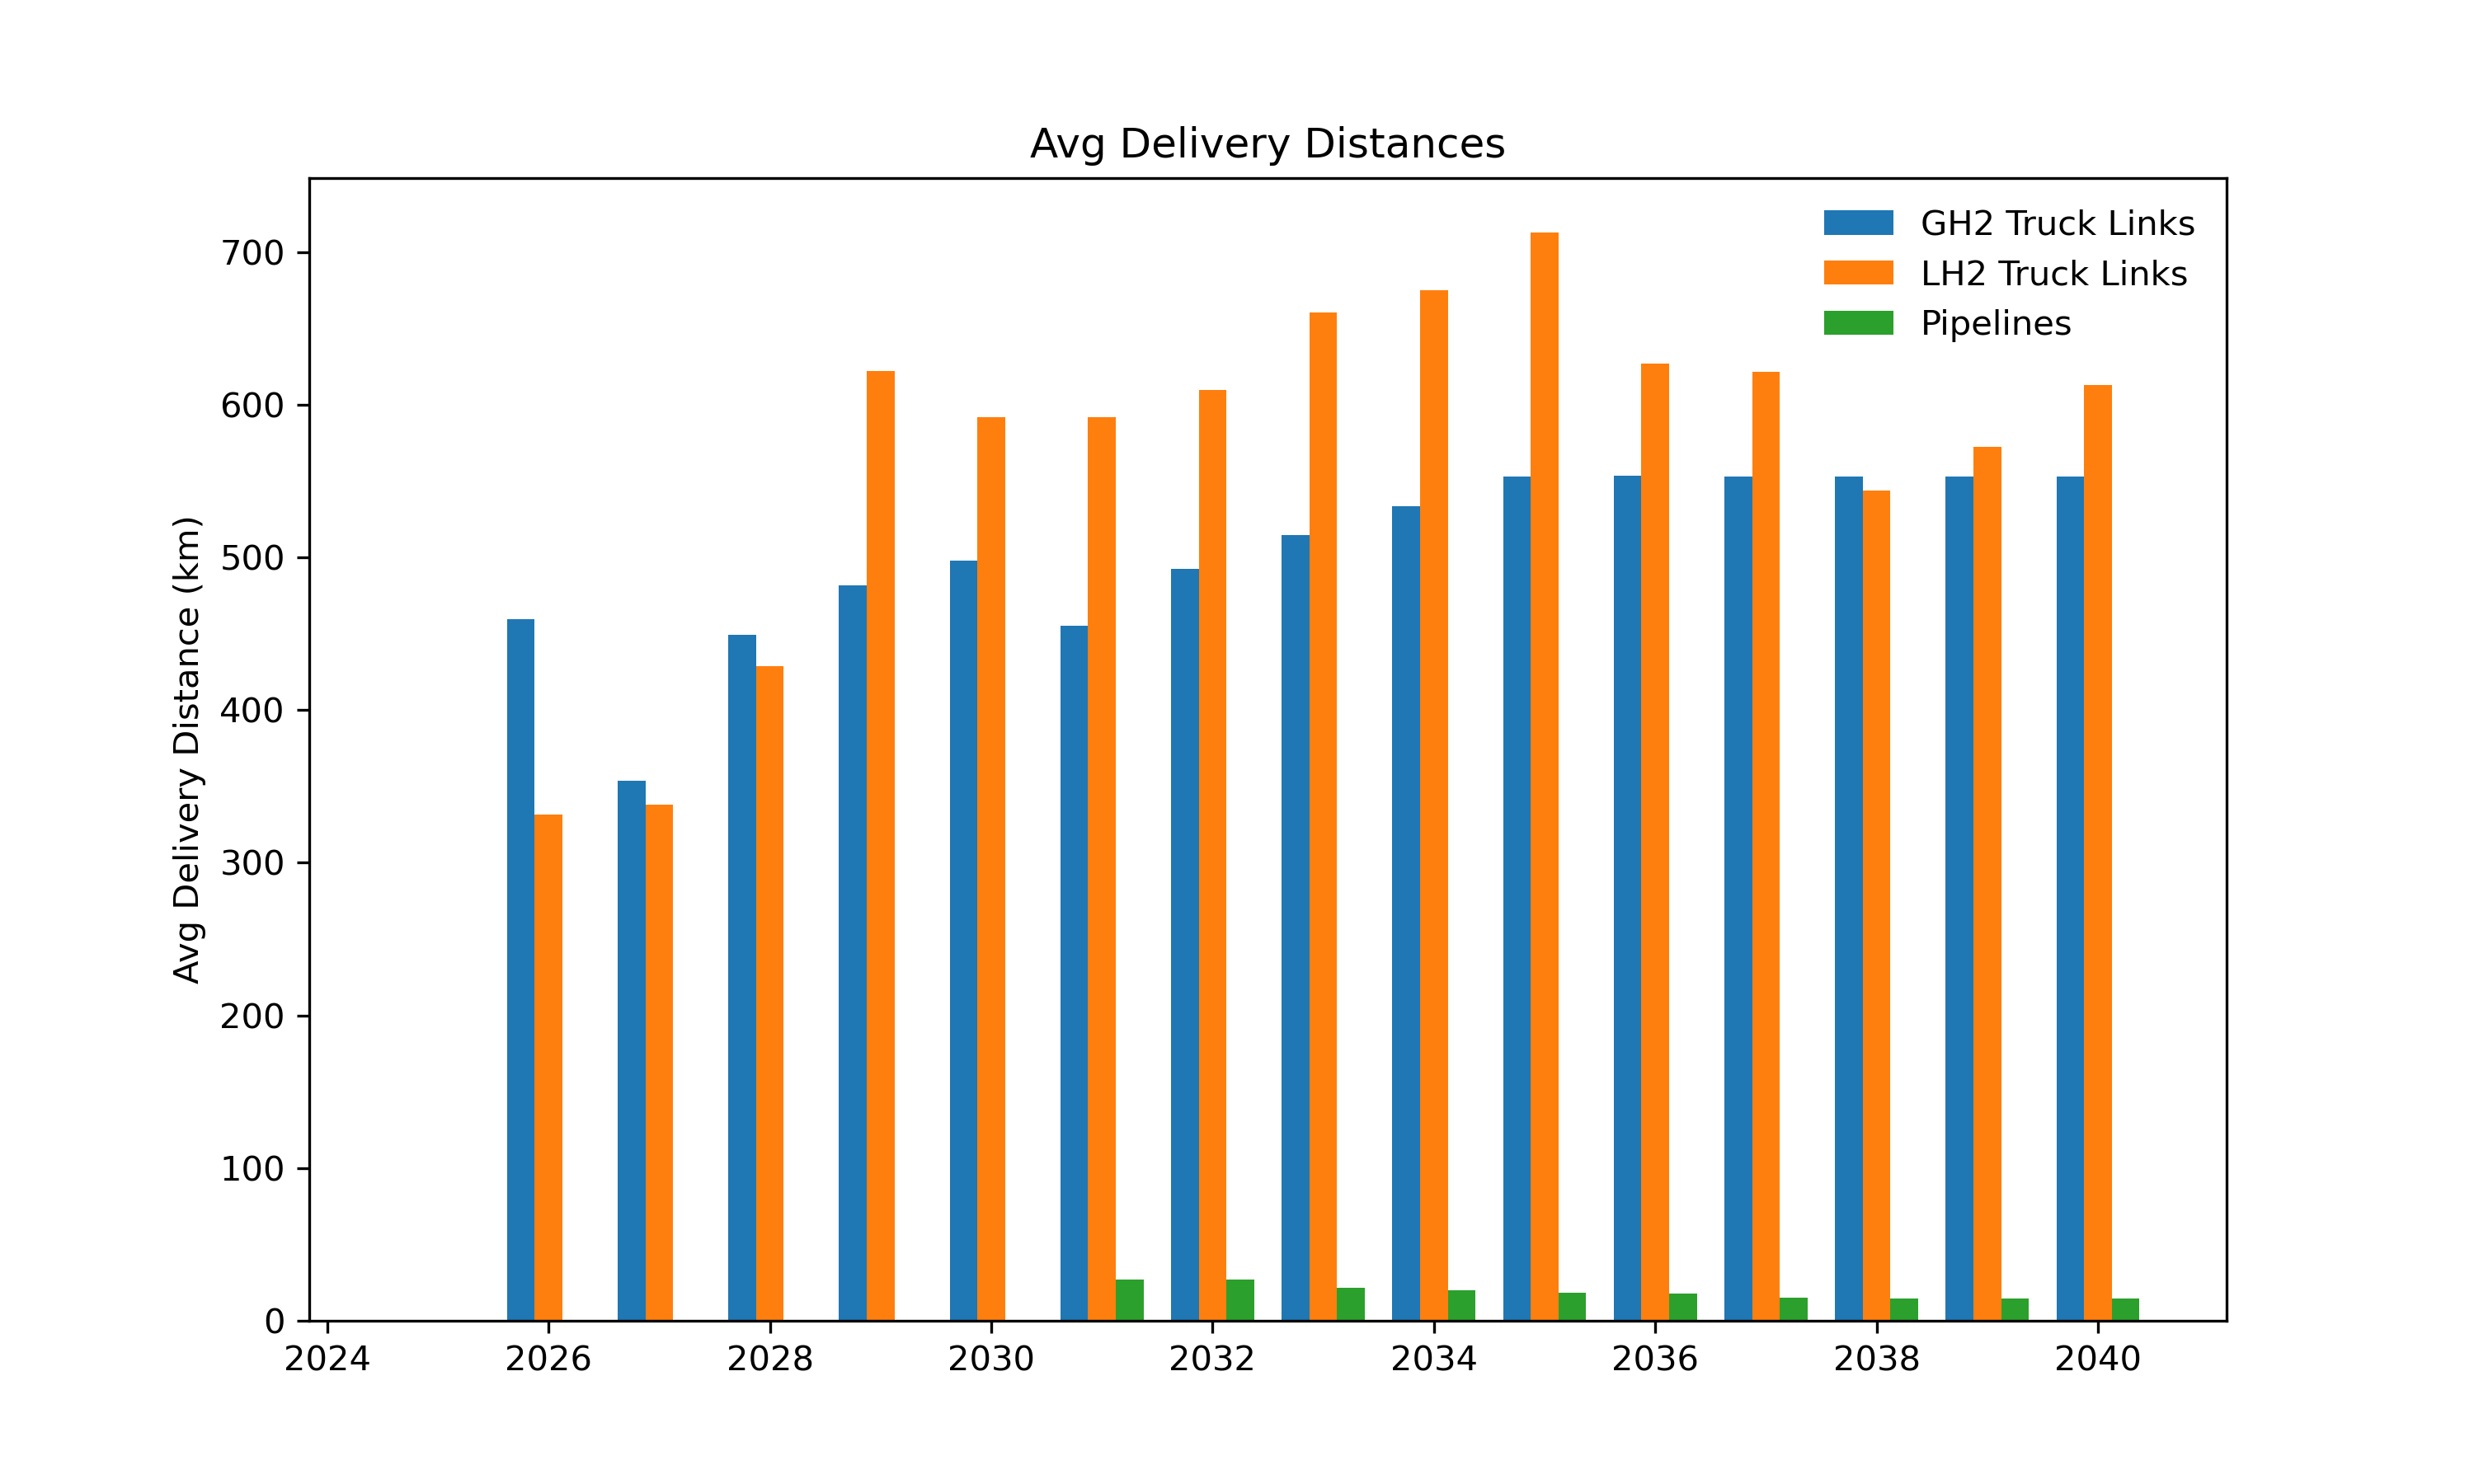 Avg Delivery Distances
GH2 Truck Links
LH2 Truck Links
Pipelines
Avg Delivery Distance (km)
700
600
500
400
300
200
100
0
2024 2026 2028 2030 2032 2034 2036 2038 2040